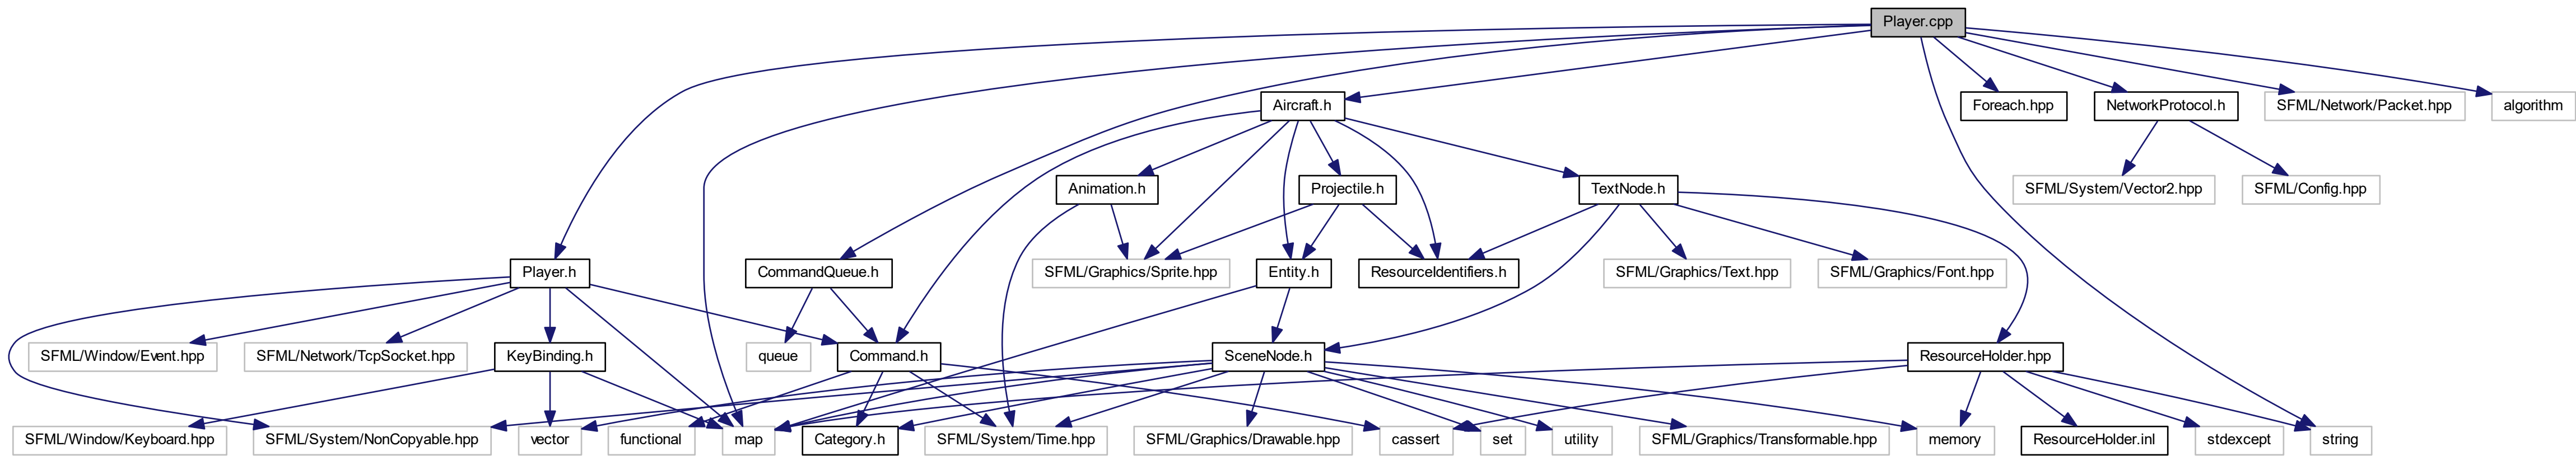 Player.cpp
Aircraft.h
Foreach.hpp
NetworkProtocol.h
SFML/Network/Packet.hpp
algorithm
Animation.h
Projectile.h
TextNode.h
SFML/System/Vector2.hpp
SFML/Config.hpp
Player.h
CommandQueue.h
SFML/Graphics/Sprite.hpp
Entity.h
ResourceIdentifiers.h
SFML/Graphics/Text.hpp
SFML/Graphics/Font.hpp
SFML/Window/Event.hpp
SFML/Network/TcpSocket.hpp
KeyBinding.h
queue
Command.h
SceneNode.h
ResourceHolder.hpp
SFML/Window/Keyboard.hpp
SFML/System/NonCopyable.hpp
vector
functional
map
Category.h
SFML/System/Time.hpp
SFML/Graphics/Drawable.hpp
cassert
set
utility
SFML/Graphics/Transformable.hpp
memory
ResourceHolder.inl
stdexcept
string